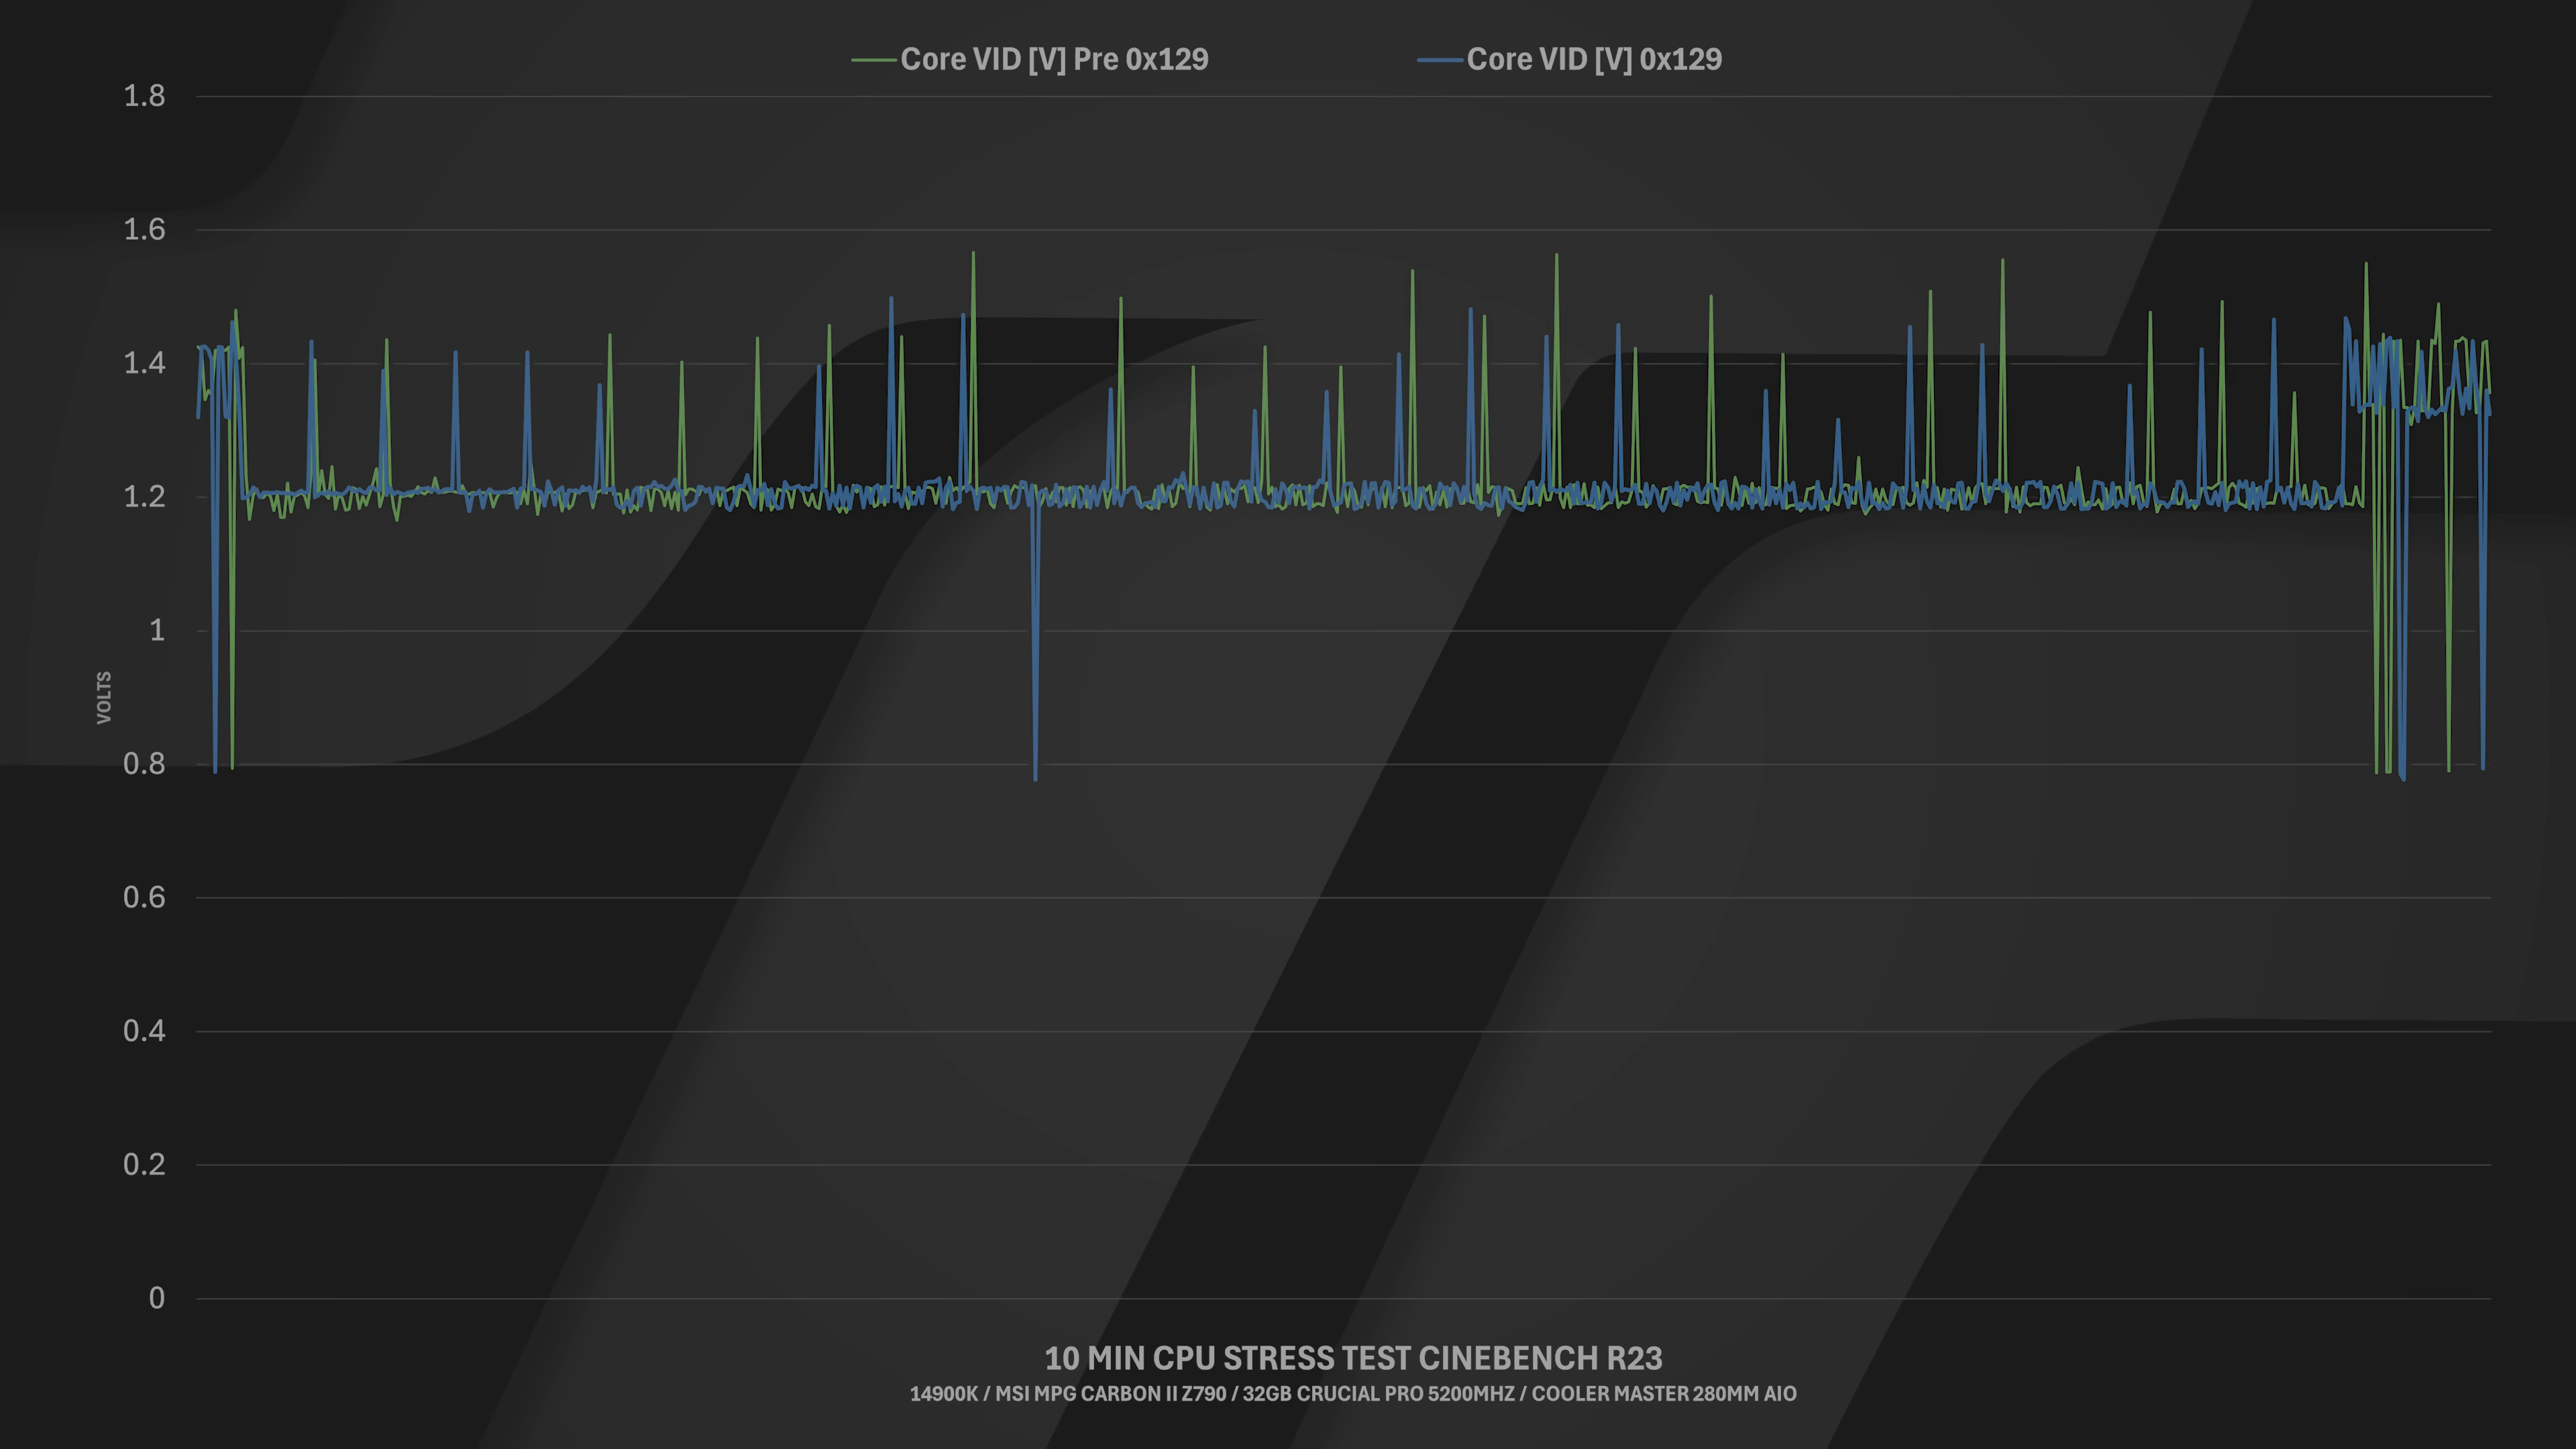 Core VID [V] Pre 0x129
Core VID [V] 0x129
1.8
1.6
1.4
1.2
1
0.8
0.6
0.4
0.2
0
VOLTS
10 MIN CPU STRESS TEST CINEBENCH R23
14900K / MSI MPG CARBON II Z790 / 32GB CRUCIAL PRO 5200MHZ / COOLER MASTER 280MM AIO